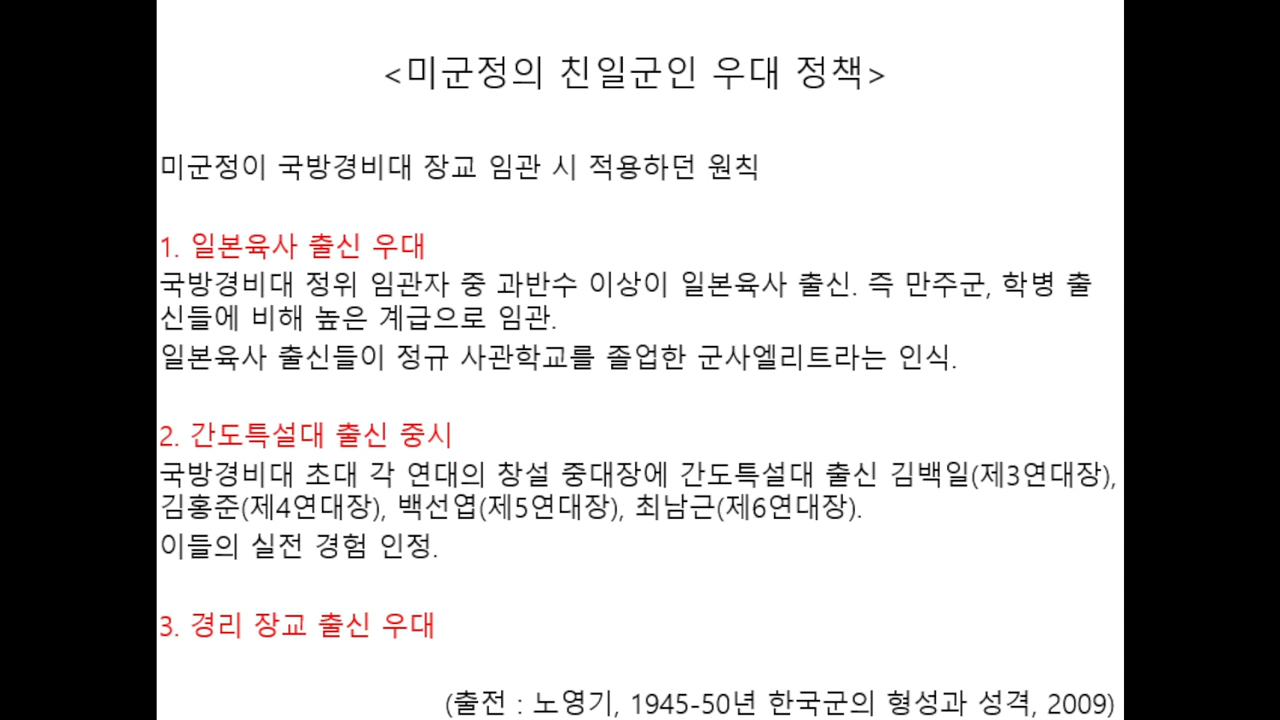 <미군정의 친일군인 우대 정책>
미군정이 국방경비대 장교 임관 시 적용하던 원칙
1. 일본육사 출신 우대
국방경비대 정위 임관자 중 과반수 이상이 일본육사 출신. 즉 만주군, 학병 출
신들에 비해 높은 계급으로 임관.
일본육사 출신들이 정규 사관학교를 졸업한 군사엘리트라는 인식.
2. 간도특설대 출신 중시
국방경비대 초대 각 연대의 창설 중대장에 간도특설대 출신 김백일(제3연대장),
김홍준(제4연대장), 백선엽(제5연대장), 최남근(제6연대장).
이들의 실전 경험 인정.
3. 경리 장교 출신 우대
(출전 : 노영기, 1945-50년 한국군의 형성과 성격, 2009)